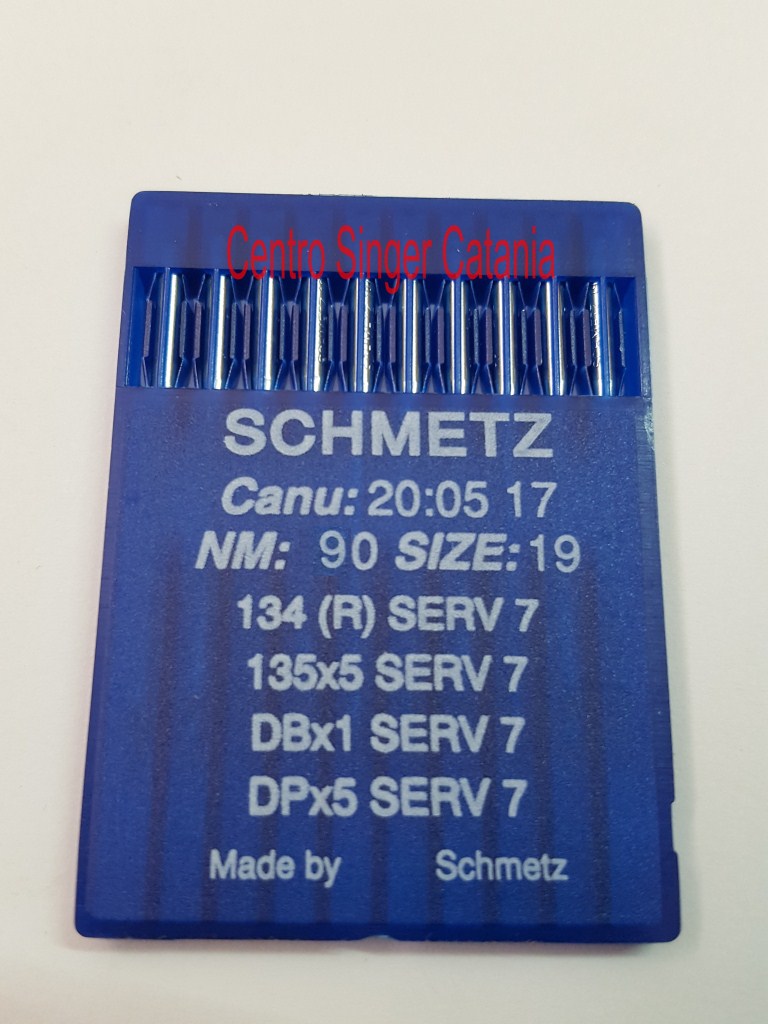 Centro Singer Catania
SCHMETZ
Canu: 20:05 17
NM: 90 SIZE: 19
134 (R) SERV 7
135x5 SERV 7
DBx1 SERV 7
DPx5 SERV 7
Made by Schmetz